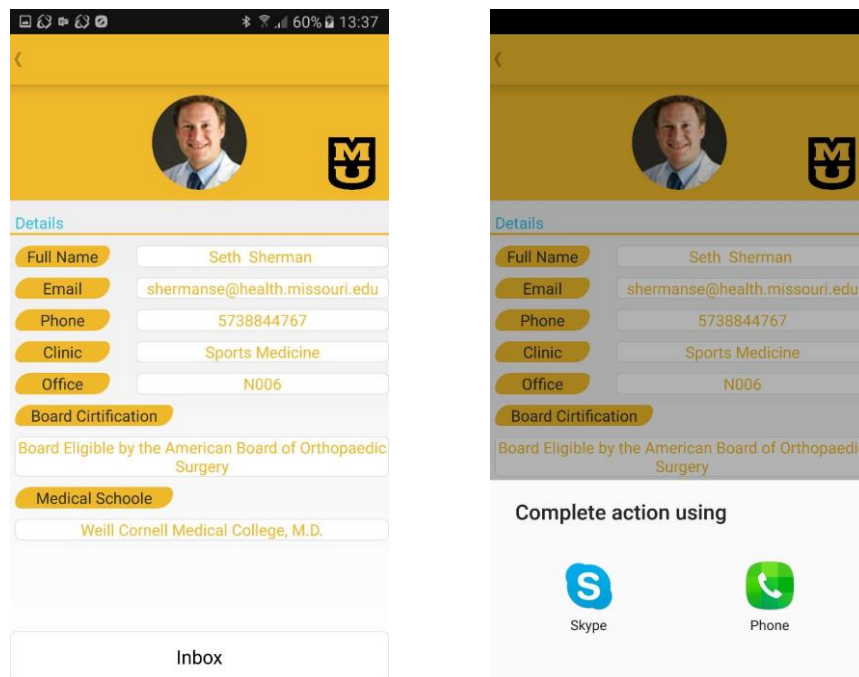 60% 13:37
MU
Details
Full Name Seth Sherman
Email shermanse@health.missouri.edu
Phone 5738844767
Clinic Sports Medicine
Office N006
Board Cirtification
Board Eligible by the American Board of Orthopaedic
Surgery
Medical Schoole
Weill Cornell Medical College, M.D.
Inbox
MU
Details
Full Name Seth Sherman
Email shermanse@health.missouri.edu
Phone 5738844767
Clinic Sports Medicine
Office N006
Board Cirtification
Board Eligible by the American Board of Orthopaedi
Surgery
Complete action using
S
Skype Phone